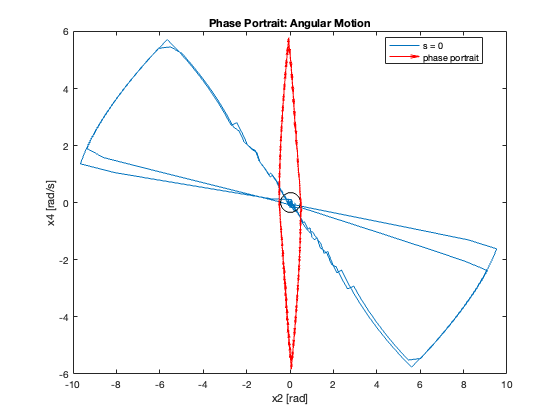 Phase Portrait: Angular Motion
s = 0
phase portrait
6
4
2
0
-2
-4
-6
x4 [rad/s]
-10 -8 -6 -4 -2 0 2 4 6 8 10
x2 [rad]